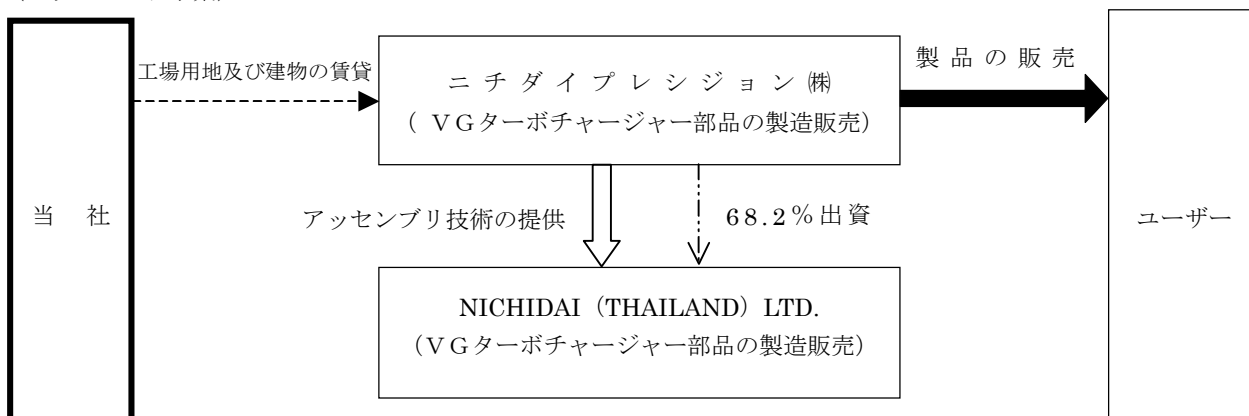 工場用地及び建物の賃貸
ニチダイプレシジョン㈱
（ ＶＧターボチャージャー部品の製造販売）
製品の販売
当　社
アッセンブリ技術の提供
68.2％出資
ユーザー
NICHIDAI（THAILAND）LTD.
（ＶＧターボチャージャー部品の製造販売）